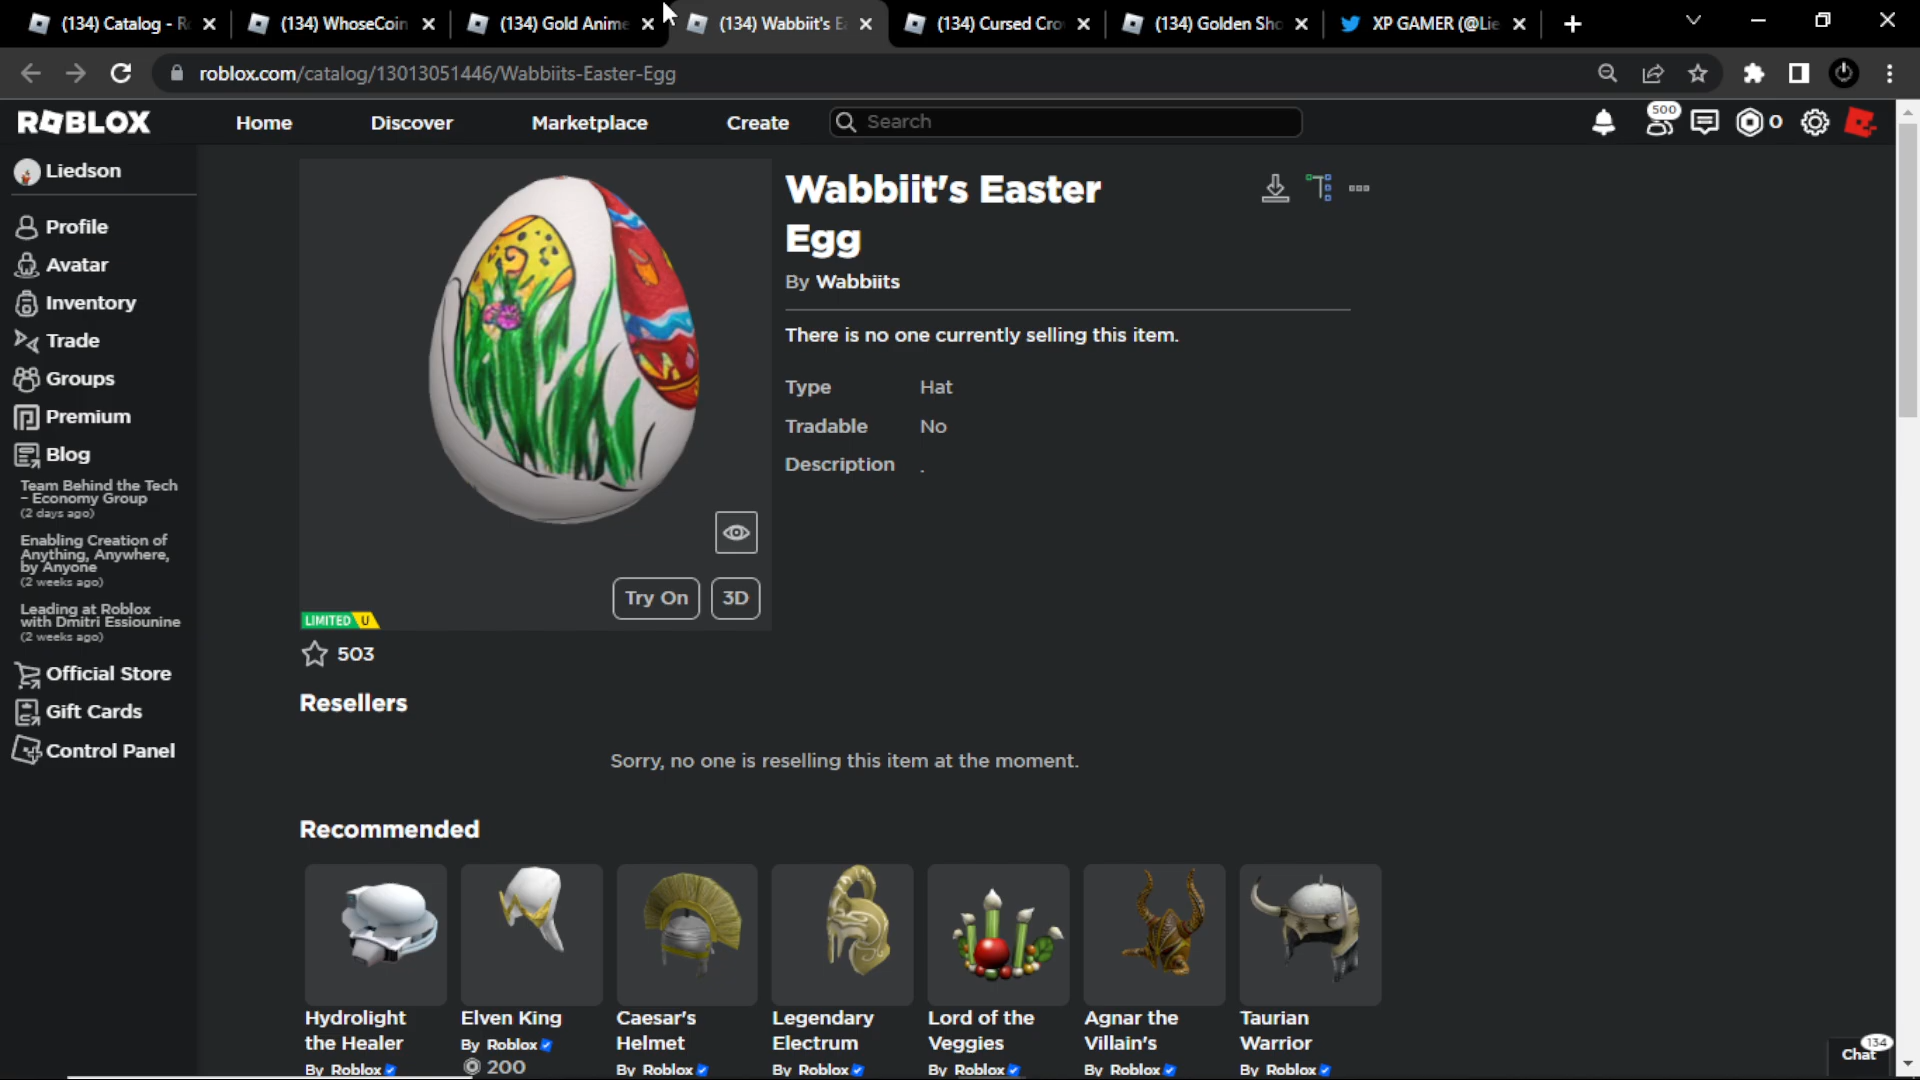 (134) Catalog - R
(134) WhoseCoin
(134) Gold Anime
(134) Wabbiit's E
(134) Cursed Cro
(134) Golden Sho
XP GAMER (@Lie
roblox.com/catalog/13013051446/Wabbiits-Easter-Egg
ROBLOX
Home
Discover
Marketplace
Create
Search
500
0
Liedson
Profile
Avatar
Inventory
Trade
Groups
Premium
Blog
Team Behind the Tech
- Economy Group
(2 days ago)
Enabling Creation of
Anything, Anywhere,
by Anyone
(2 weeks ago)
Leading at Roblox
with Dmitri Essiounine
(2 weeks ago)
Official Store
Gift Cards
Control Panel
Try On
3D
LIMITED U
503
Wabbiit's Easter
Egg
By Wabbiits
There is no one currently selling this item.
Type Hat
Tradable No
Description .
Resellers
Sorry, no one is reselling this item at the moment.
Recommended
Hydrolight
the Healer
By Roblox
Elven King
By Roblox
200
Caesar's
Helmet
By Roblox
Legendary
Electrum
By Roblox
Lord of the
Veggies
By Roblox
Agnar the
Villain's
By Roblox
Taurian
Warrior
By Roblox
Chat
134